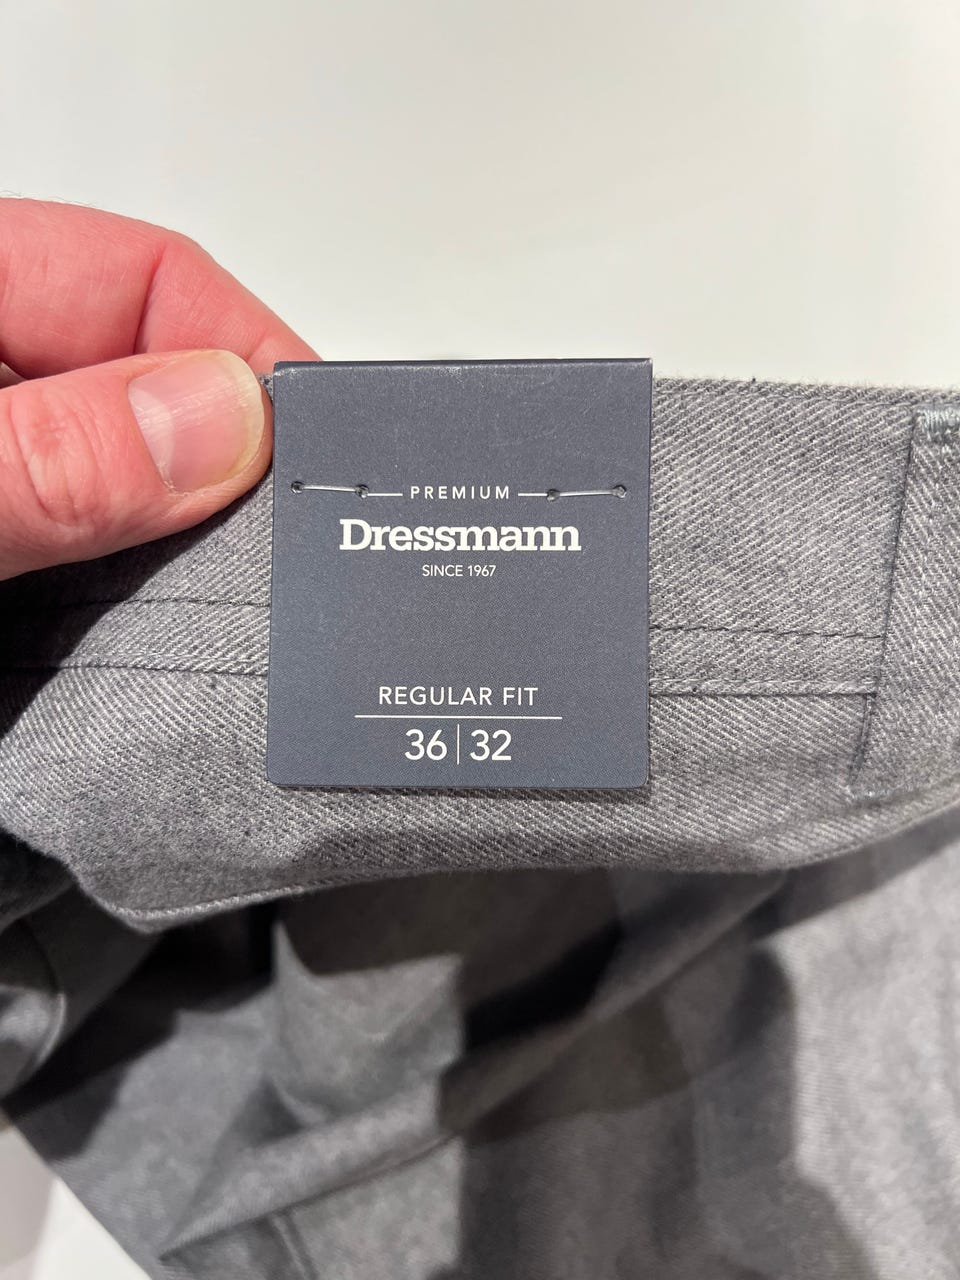 PREMIUM
Dressmann
SINCE 1967
REGULAR FIT
36 | 32